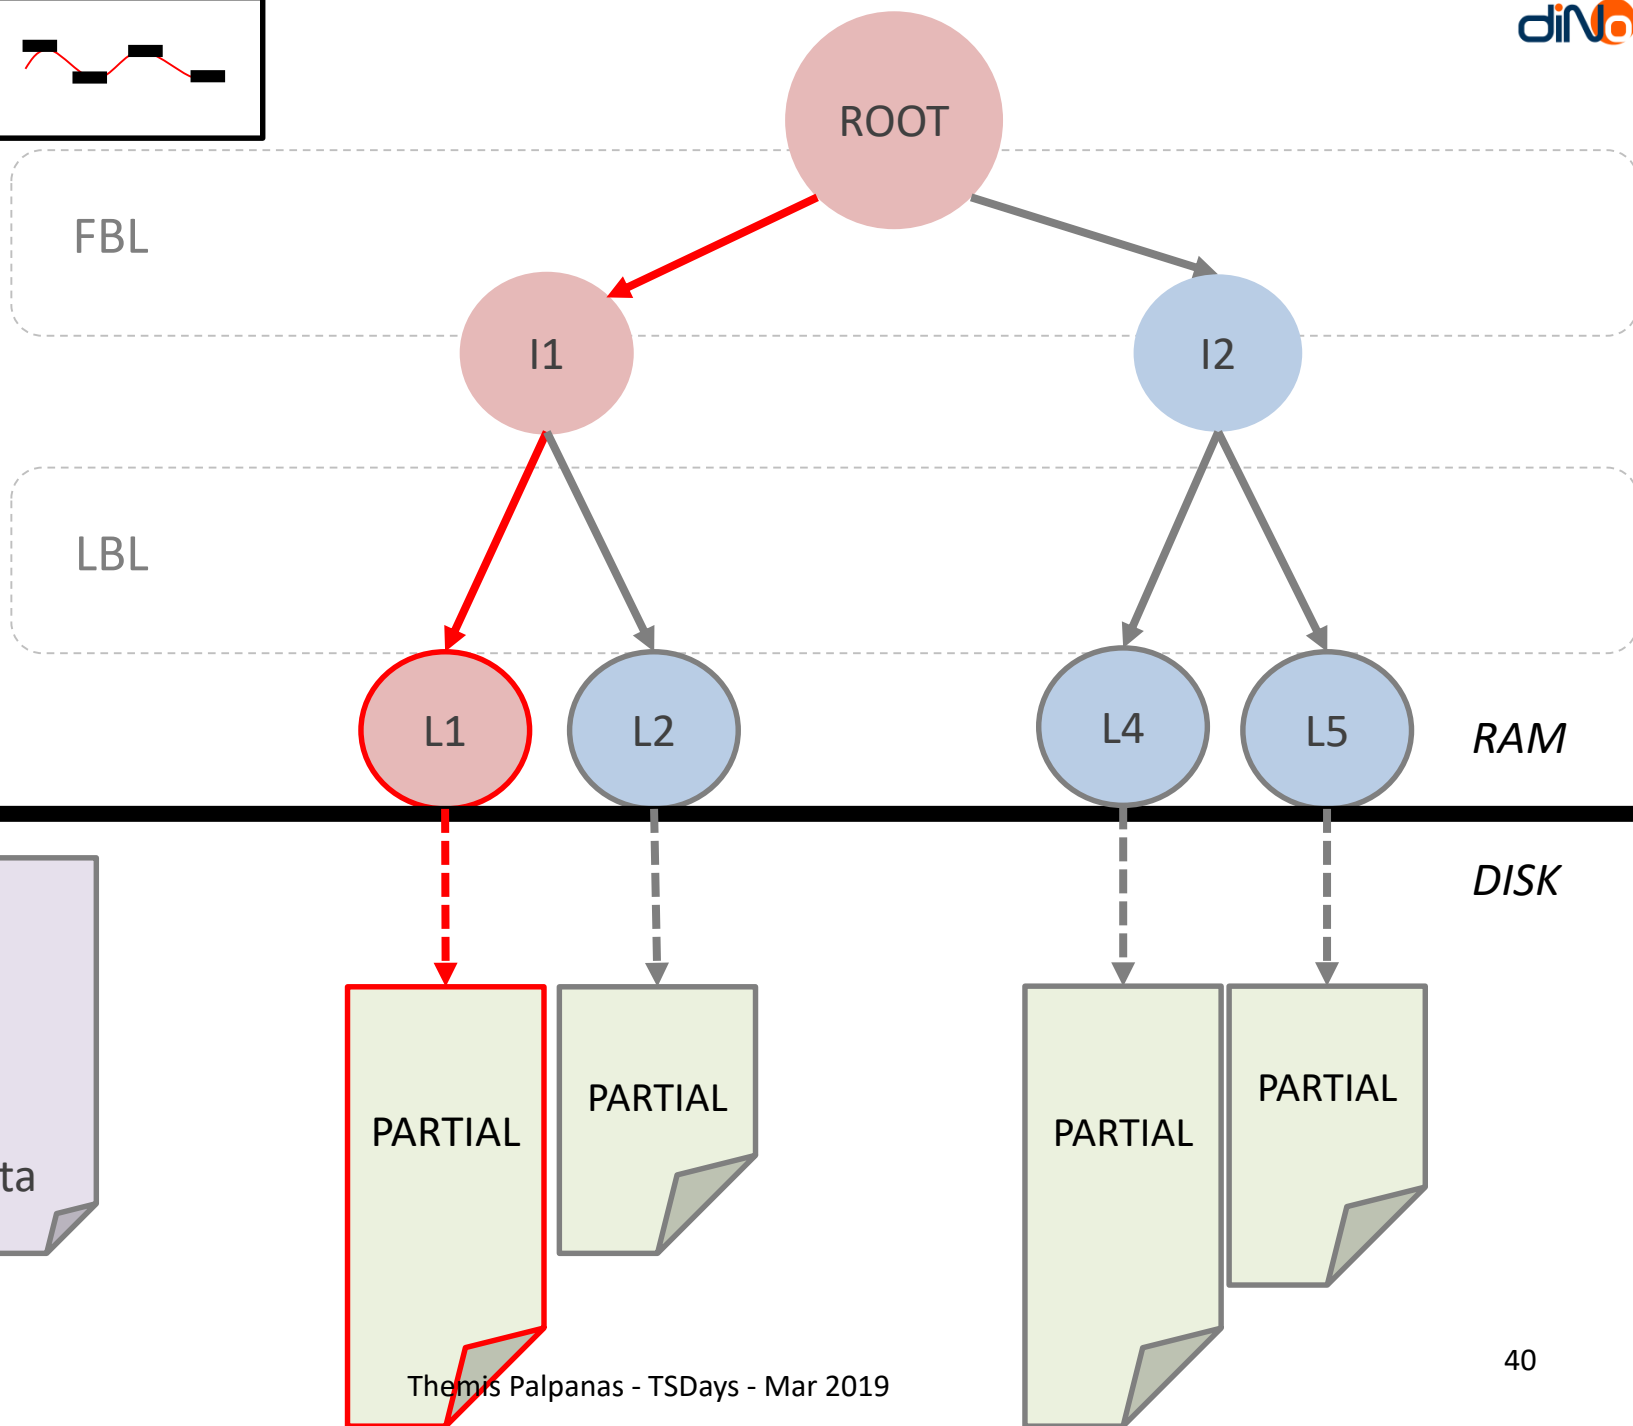 diNo
ROOT
FBL
I1
I2
LBL
L1
L2
L4
L5
RAM
DISK
PARTIAL
PARTIAL
PARTIAL
PARTIAL
ta
Themis Palpanas - TSDays - Mar 2019
40